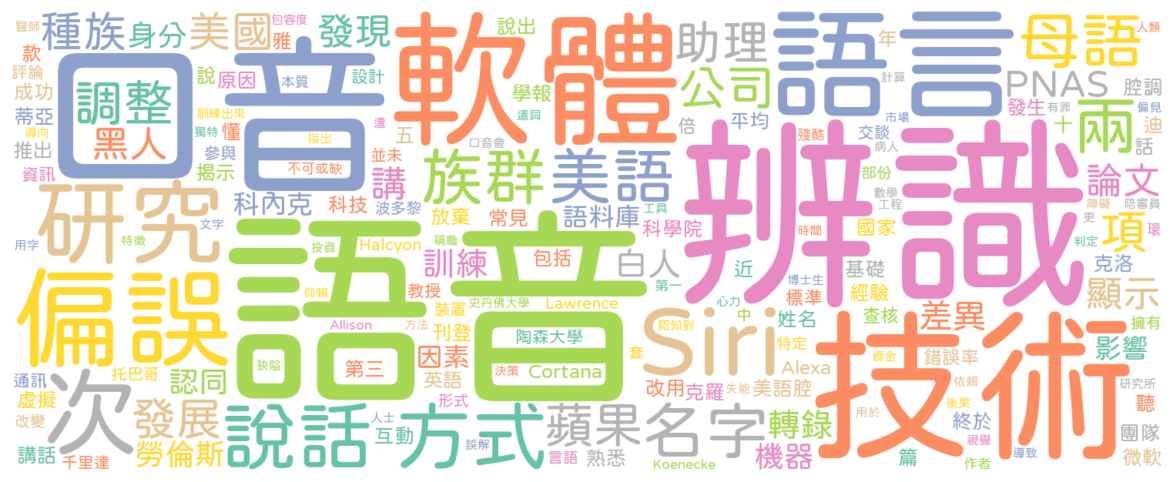 醫師
包容度
種族
身分
美國
雅
發現
說出
款
評論
成功
蒂亞
導向
推出
資訊
口音
調整
黑人
說
原因
本質
設計
訓練出來
獨特
懂
參與
揭示
遭
五
指出
不可或缺
並未
學報
遣詞
口音會
軟體
助理
公司
倍
平均
語言
年
計算
市場
母語
人類
PNAS
腔調
發生
有罪
偏見
十
迪
兩
話
殘酷
交談
病人
族群
美語
講
部份
辨識
論文
數學
工程
障礙
陪審員
更
項
環
研究
用字
特徵
文字
科內克
科技
波多黎
放棄
常見
語料庫
工具
科學院
時間
國家
判定
克洛
偏誤
語音
投資
稱職
仰賴
Halcyon
訓練
包括
白人
近
博士生
基礎
顯示
教授
裝置
史丹佛大學
Lawrence
第一
心力
中
標準
經驗
Allison
方法
刊登
陶森大學
認知到
特定
姓名
查核
差異
擁有
影響
Siri
技術
次
通訊
托巴哥
虛擬
認同
改變
狹隘
第三
因素
決策
Cortana
套
英語
形式
改用
克羅
失能
美語腔
Alexa
資金
錯誤率
依賴
研究所
後果
發展
說話
人士
互動
方式
誤解
言語
蘋果
名字
轉錄
用於
終於
視覺
導致
聽
團隊
講話
千里達
勞倫斯
熟悉
Koenecke
機器
篇
作者
微軟